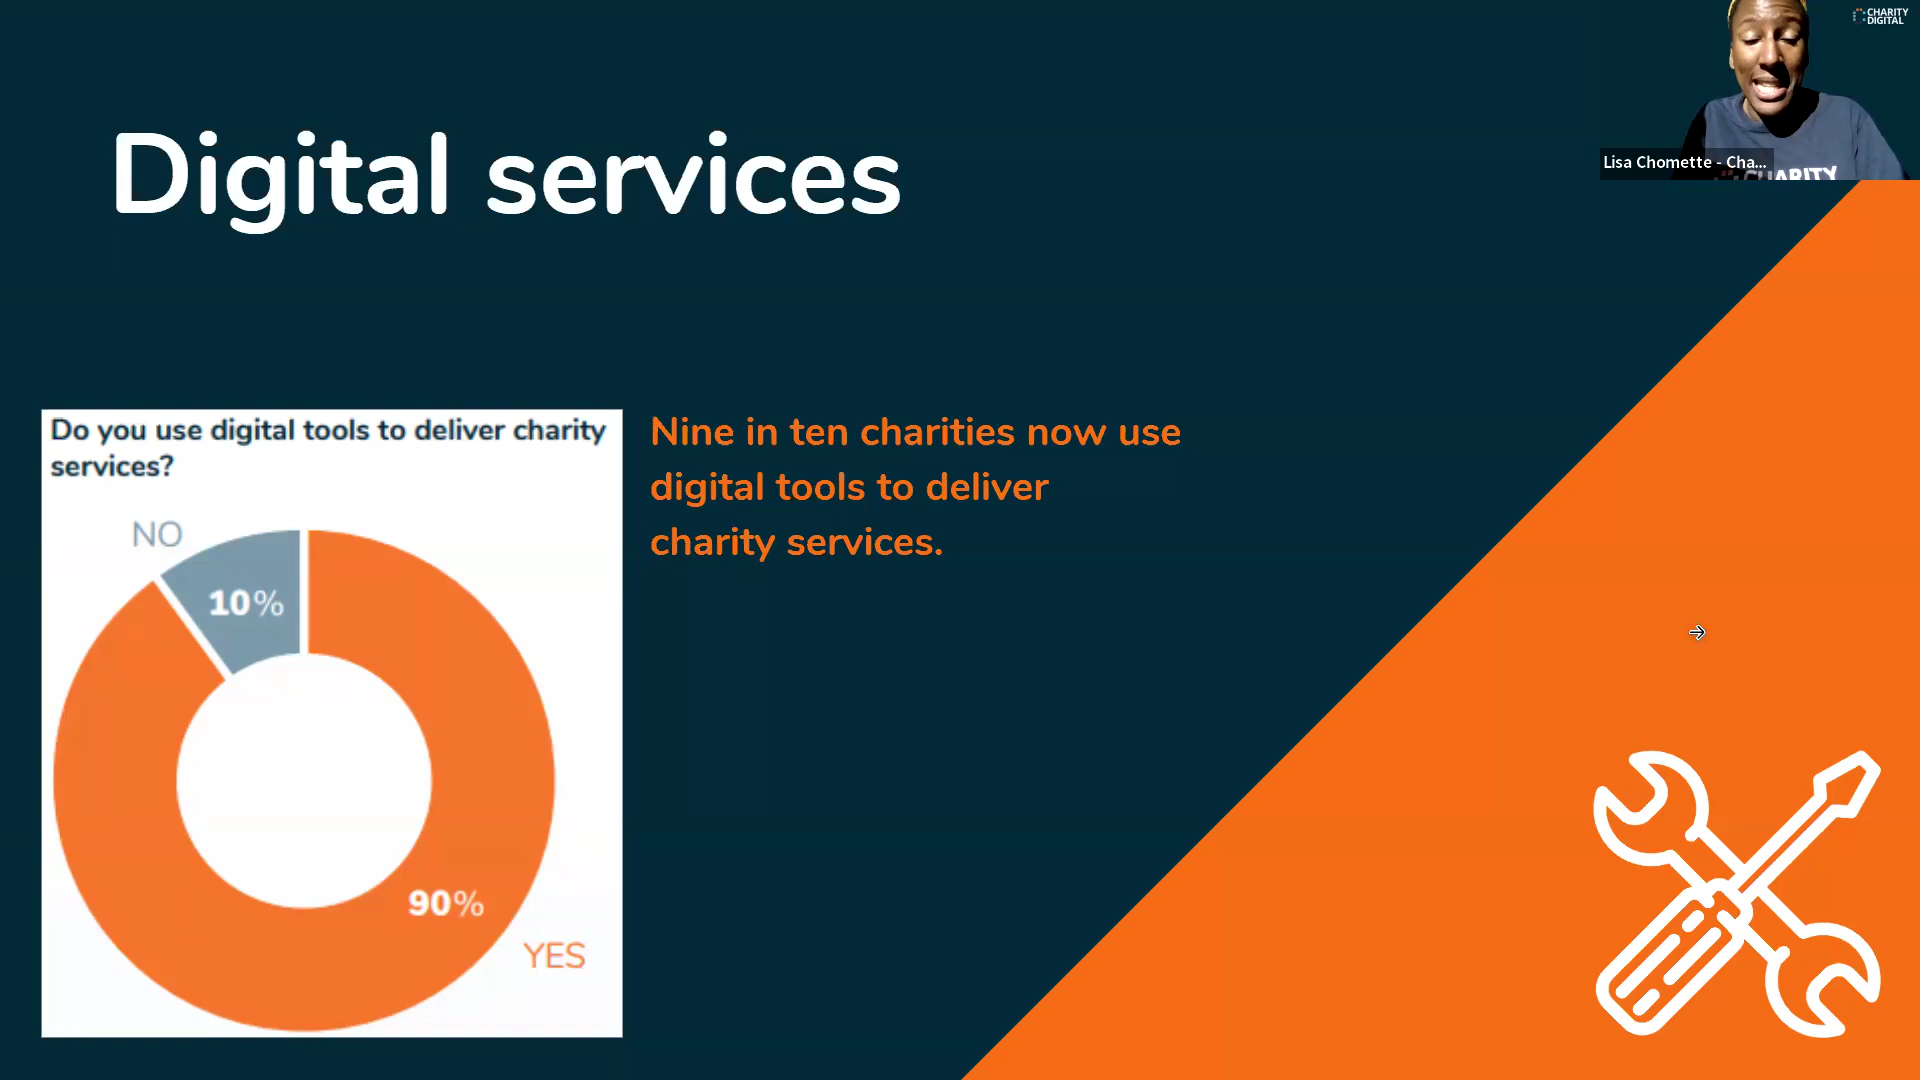 CHARITY
DIGITAL
Digital services
Lisa Chomette - Cha...
CHARITY
Do you use digital tools to deliver charity
services?
NO
10%
90%
YES
Nine in ten charities now use
digital tools to deliver
charity services.